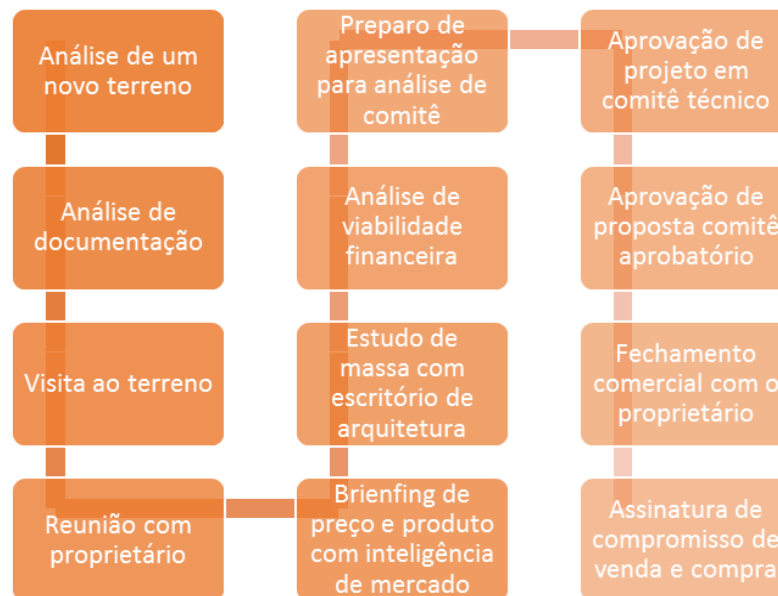 Análise de um
novo terreno
Análise de
documentação
Visita ao terreno
Reunião com
proprietário
Brienfing de
preço e produto
com inteligência
de mercado
Estudo de
massa com
escritório de
arquitetura
Análise de
viabilidade
financeira
Preparo de
apresentação
para análise de
comitê
Aprovação de
projeto em
comitê técnico
Aprovação de
proposta comitê
aprobatório
Fechamento
comercial com o
proprietário
Assinatura de
compromisso de
venda e compra